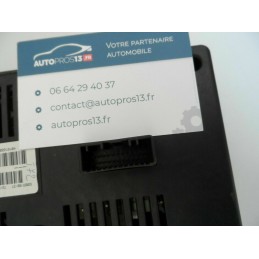 AUTOPROS13.FR
VOTRE PARTENAIRE
AUTOMOBILE
06 64 29 40 37
contact@autopros13.fr
autopros13.fr